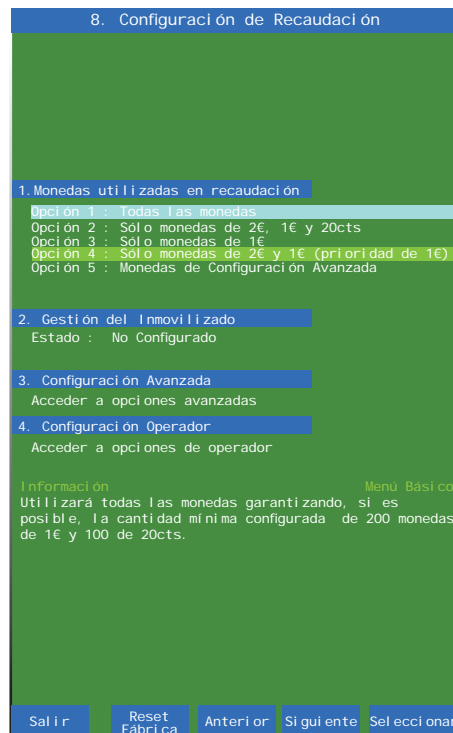 8. Configuración de Recaudación
1.Monedas utilizadas en recaudación
Opción 1 : Todas las monedas
Opción 2 : Sólo monedas de 2€, 1€ y 20cts
Opción 3 : Sólo monedas de 1€
Opción 4 : Sólo monedas de 2€ y 1€ (prioridad de 1€)
Opción 5 : Monedas de Configuración Avanzada
2. Gestión del Inmovilizado
Estado : No Configurado
3. Configuración Avanzada
Acceder a opciones avanzadas
4. Configuración Operador
Acceder a opciones de operador
Información Menú Básico
Utilizará todas las monedas garantizando, si es
posible, la cantidad mínima configurada de 200 monedas
de 1€ y 100 de 20cts.
Salir Reset Fábrica Anterior Siguiente Seleccionar